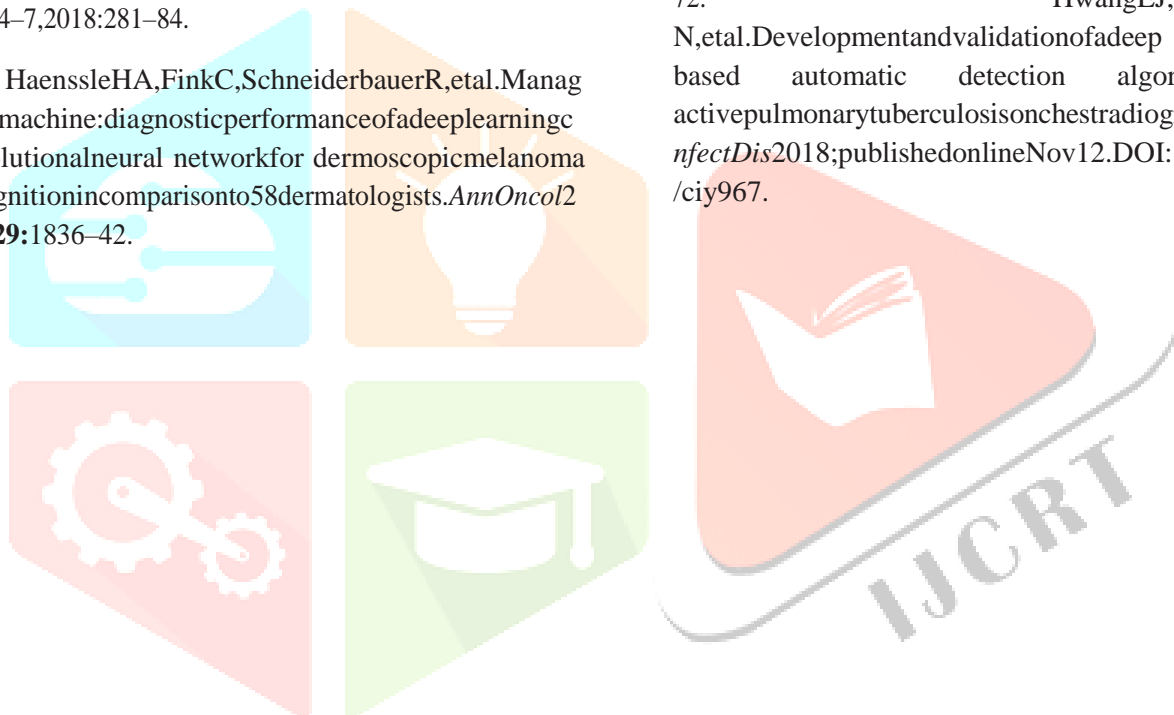 4–7,2018:281–84.
HaenssleHA,FinkC,SchneiderbauerR,etal.Manag
machine:diagnosticperformanceofadeeplearningc
lutionalneural networkfor dermoscopicmelanoma
gnitionincomparisonto58dermatologists.AnnOncol2
29:1836–42.
72. HwangEJ,
N,etal.Developmentandvalidationofadeep
based automatic detection algor
activepulmonarytuberculosisonchestradiog
nfectDis2018;publishedonlineNov12.DOI:
/ciy967.
IJCRT